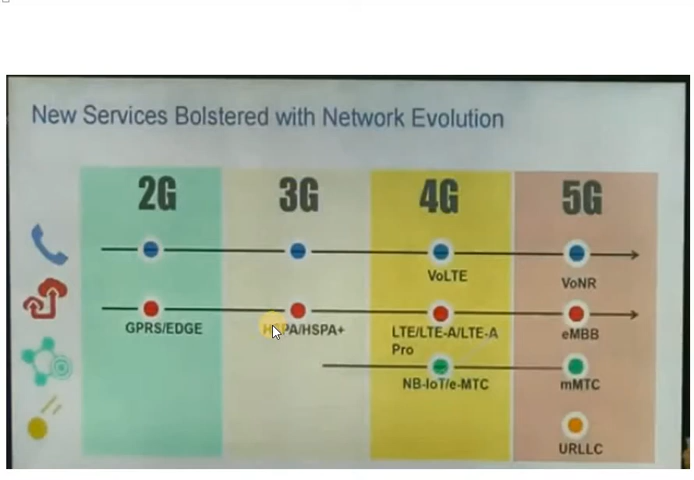 New Services Bolstered with Network Evolution
2G
3G
4G
5G
VoLTE
VoNR
GPRS/EDGE
HSPA/HSPA+
LTE/LTE-A/LTE-A
Pro
eMBB
NB-IoT/e-MTC
mMTC
URLLC